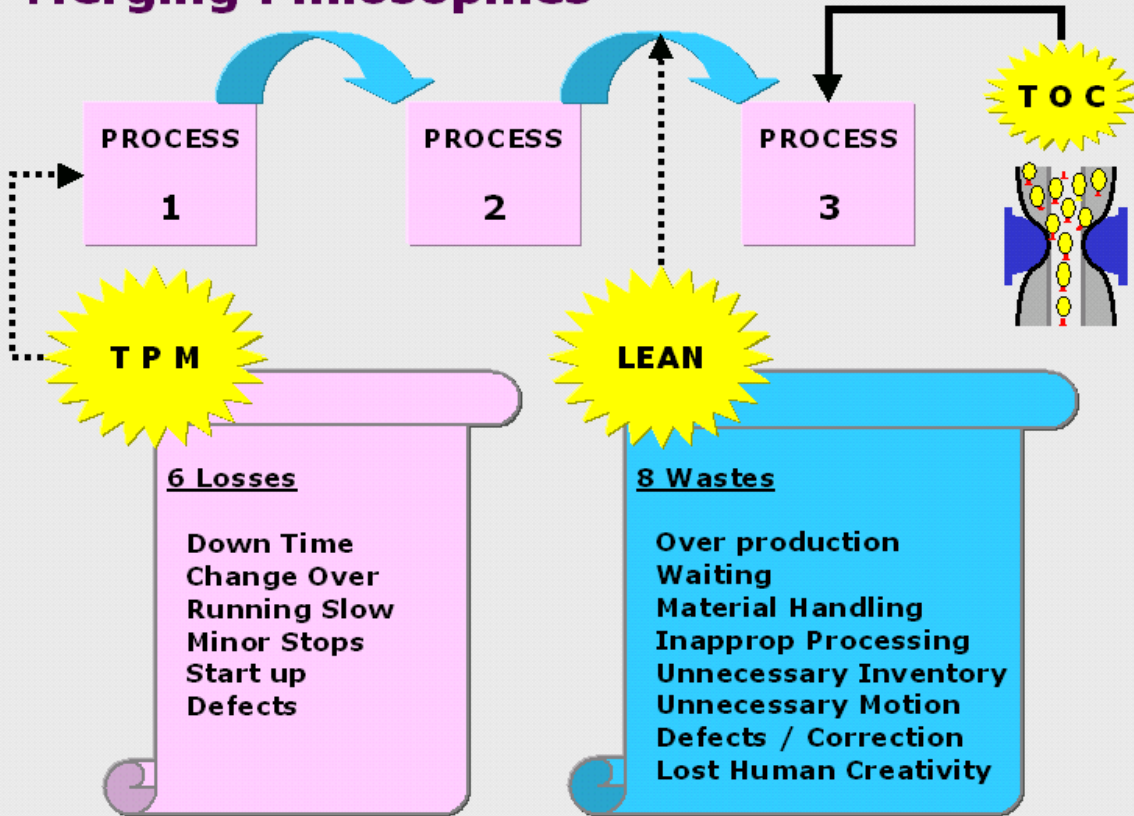 Merging Philosophies
T O C
PROCESS
1
PROCESS
2
PROCESS
3
T P M
LEAN
6 Losses
Down Time
Change Over
Running Slow
Minor Stops
Start up
Defects
8 Wastes
Over production
Waiting
Material Handling
Inapprop Processing
Unnecessary Inventory
Unnecessary Motion
Defects / Correction
Lost Human Creativity